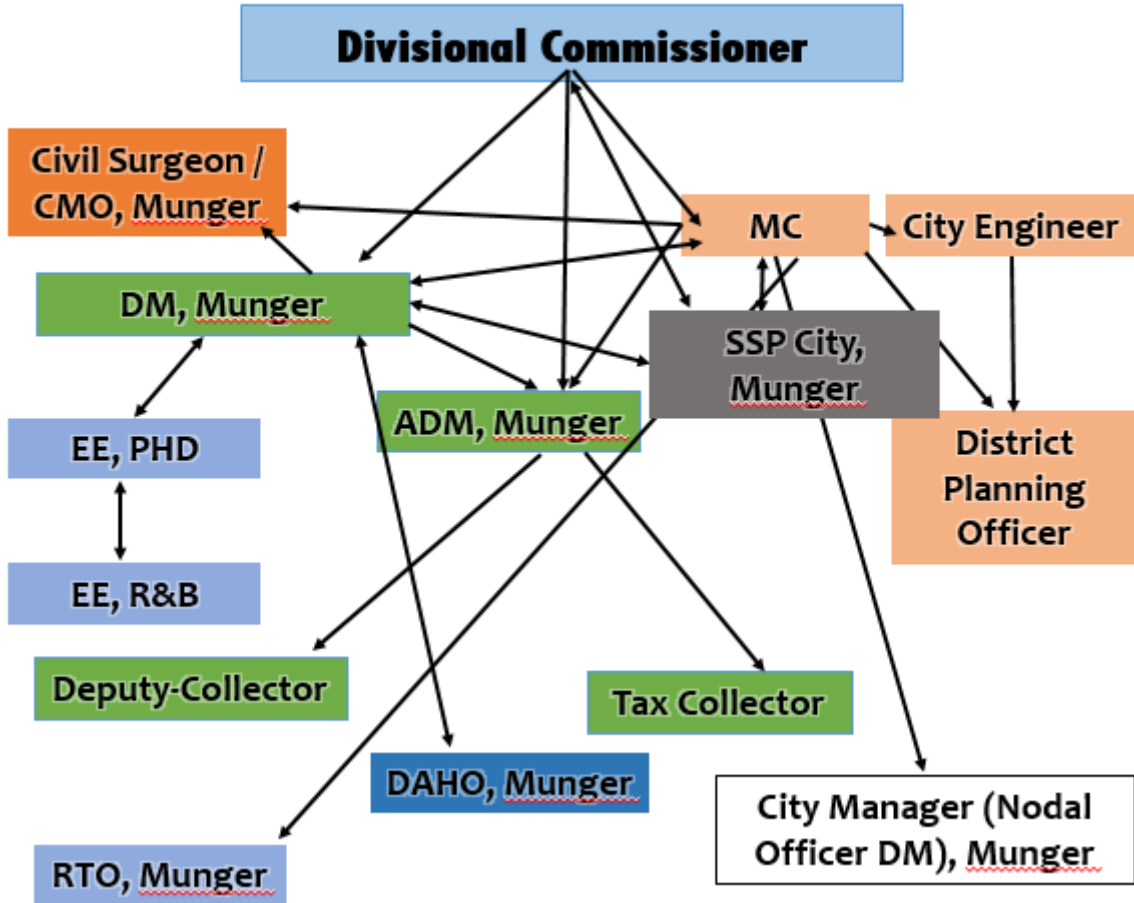 Divisional Commissioner
Civil Surgeon /
CMO, Munger
MC
City Engineer
DM, Munger
SSP City,
Munger
ADM, Munger
EE, PHD
District
Planning
Officer
EE, R&B
Deputy-Collector
Tax Collector
DAHO, Munger
City Manager (Nodal
Officer DM), Munger
RTO, Munger